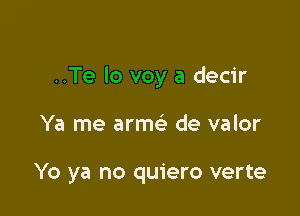 ..Te lo voy a decir
Ya me armé de valor
Yo ya no quiero verte